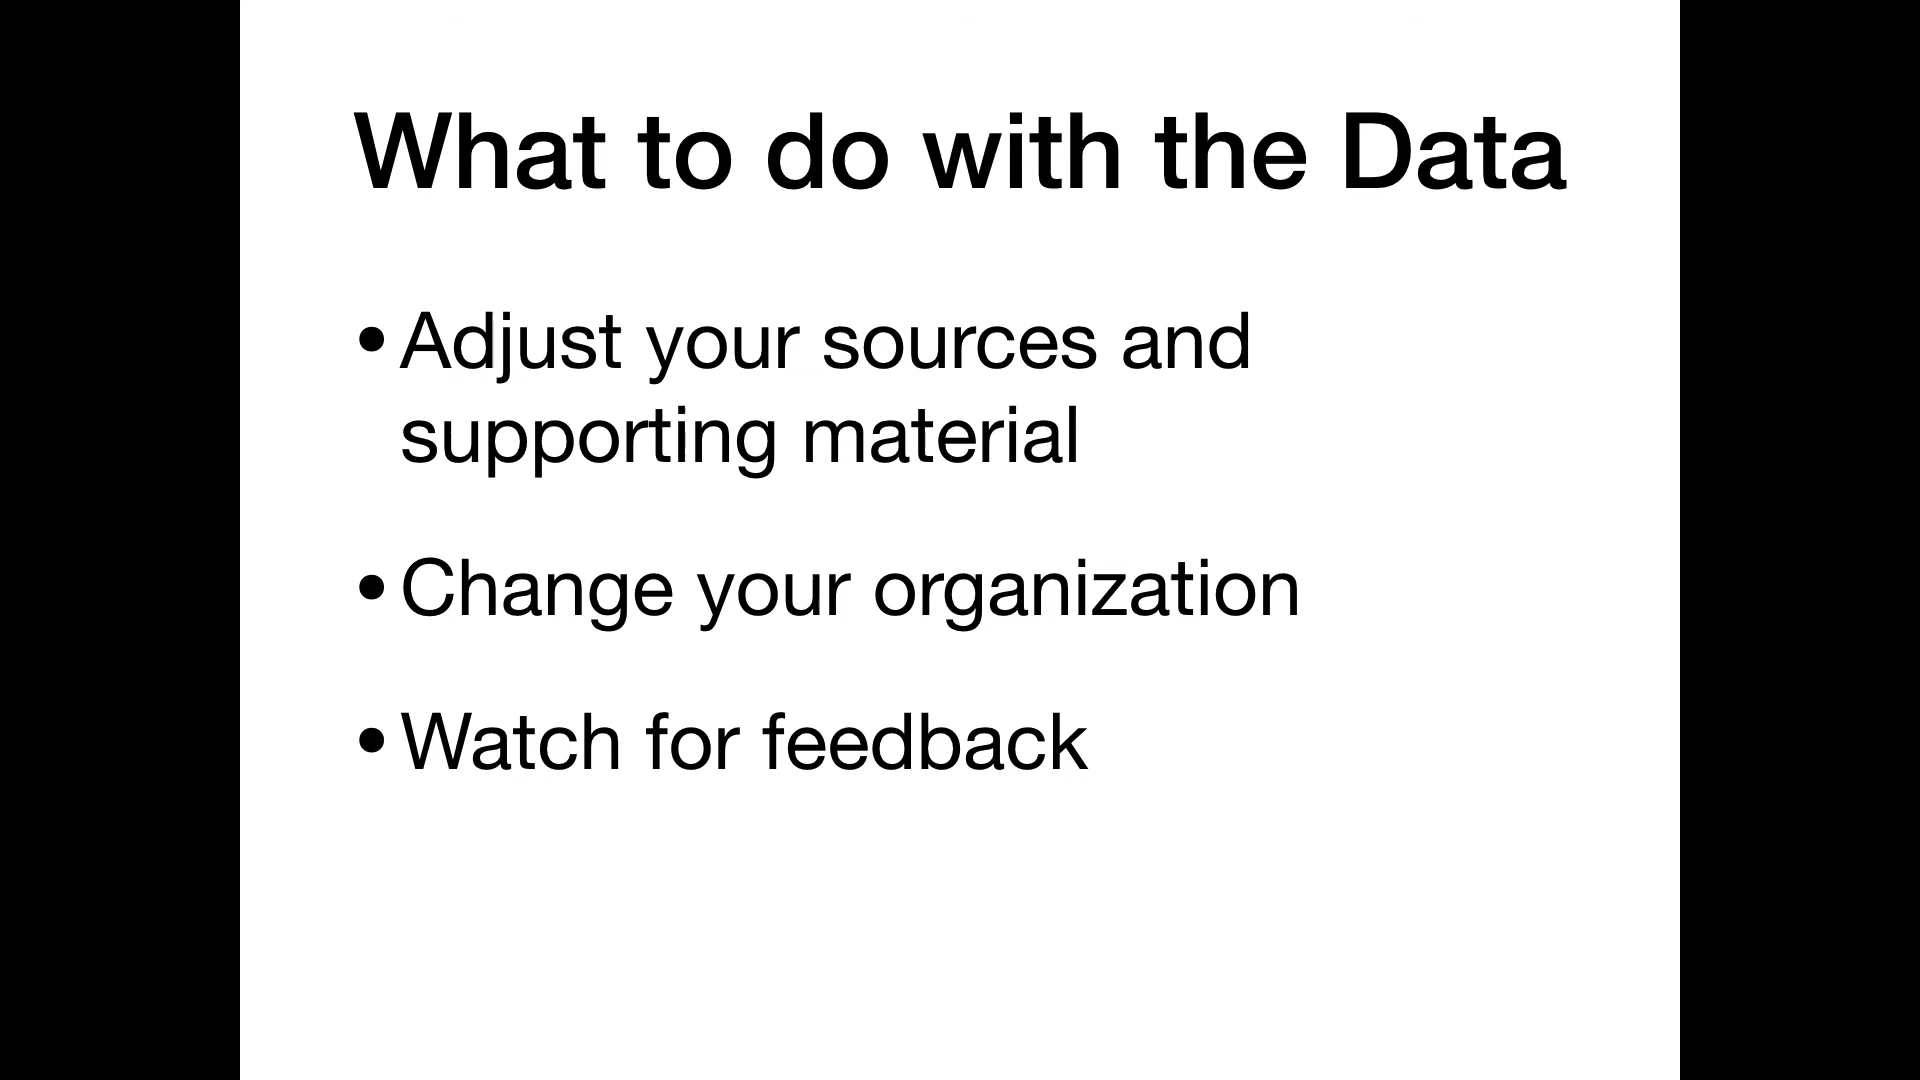 What to do with the Data
• Adjust your sources and
supporting material
• Change your organization
• Watch for feedback